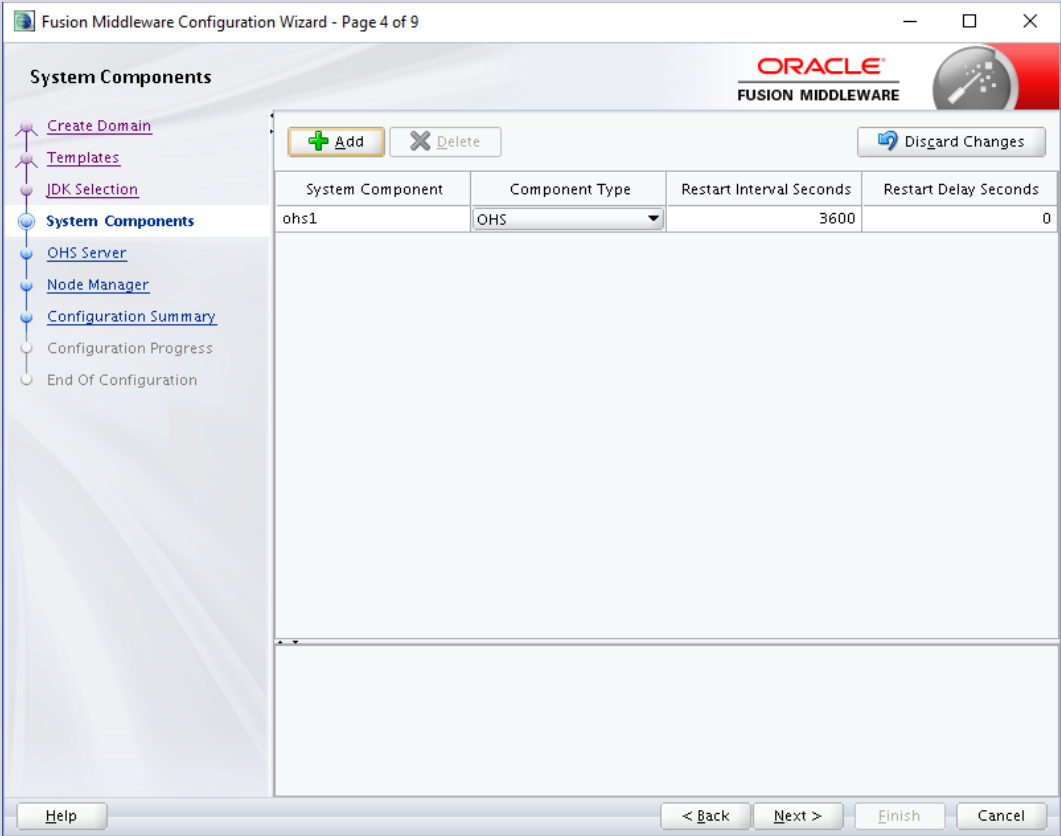 Fusion Middleware Configuration Wizard - Page 4 of 9
System Components
ORACLE
FUSION MIDDLEWARE
Create Domain
Templates
JDK Selection
System Components
OHS Server
Node Manager
Configuration Summary
Configuration Progress
End Of Configuration
Add Delete Discard Changes
System Component Component Type Restart Interval Seconds Restart Delay Seconds
ohs1 OHS 3600 0
Help < Back Next > Finish Cancel